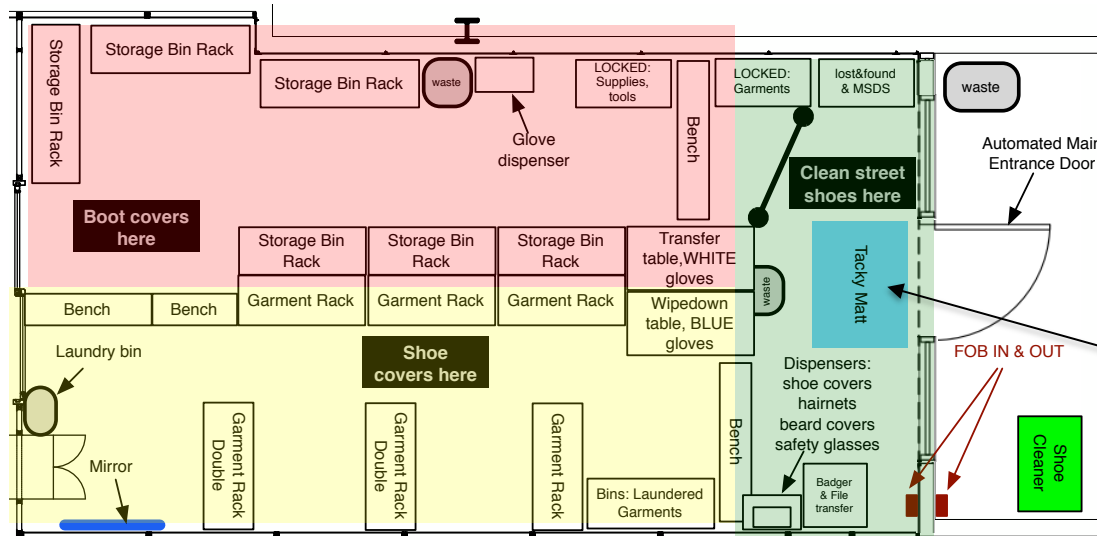 Storage Bin Rack
Storage Bin Rack
Storage Bin Rack
waste
Glove
dispenser
LOCKED:
Supplies,
tools
Bench
LOCKED:
Garments
lost&found
& MSDS
waste
Automated Main
Entrance Door
Clean street
shoes here
Boot covers
here
Storage Bin
Rack
Storage Bin
Rack
Storage Bin
Rack
Transfer
table,WHITE
gloves
waste
Tacky Matt
Bench
Bench
Garment Rack
Garment Rack
Garment Rack
Wipedown
table, BLUE
gloves
Laundry bin
Shoe
covers here
Dispensers:
shoe covers
hairnets
beard covers
safety glasses
FOB IN & OUT
Garment Rack
Double
Garment Rack
Double
Garment Rack
Bench
Mirror
Bins: Laundered
Garments
Badger
& File
transfer
Shoe
Cleaner